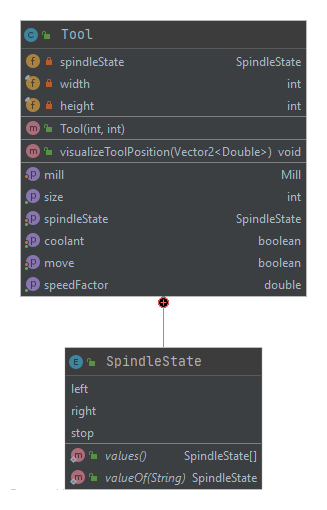 C Tool
f spindleState SpindleState
f width int
f height int
m Tool(int, int)
m visualizeToolPosition(Vector2<Double>) void
p mill Mill
p size int
p spindleState SpindleState
p coolant boolean
p move boolean
p speedFactor double
E SpindleState
left
right
stop
m values() SpindleState[]
m valueOf(String) SpindleState